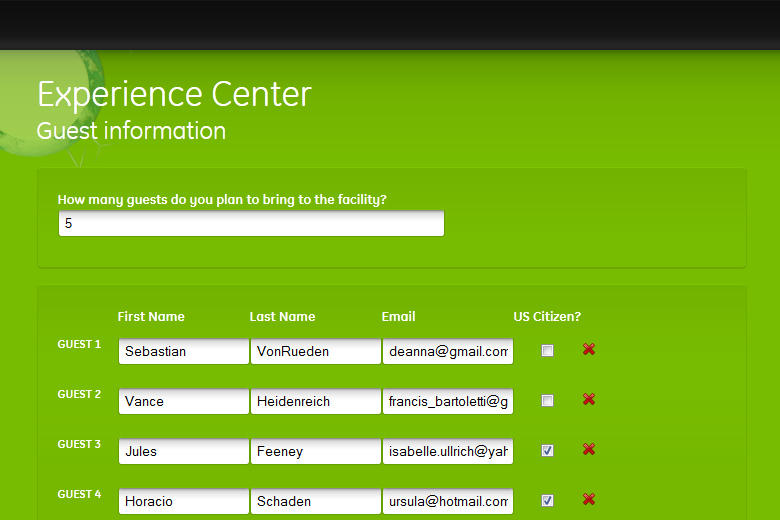 Experience Center
Guest information
How many guests do you plan to bring to the facility?
5
First Name Last Name Email US Citizen?
GUEST 1 Sebastian VonRueden deanna@gmail.com
GUEST 2 Vance Heidenreich francis_bartoletti@g
GUEST 3 Jules Feeney isabelle.ullrich@yah
GUEST 4 Horacio Schaden ursula@hotmail.com